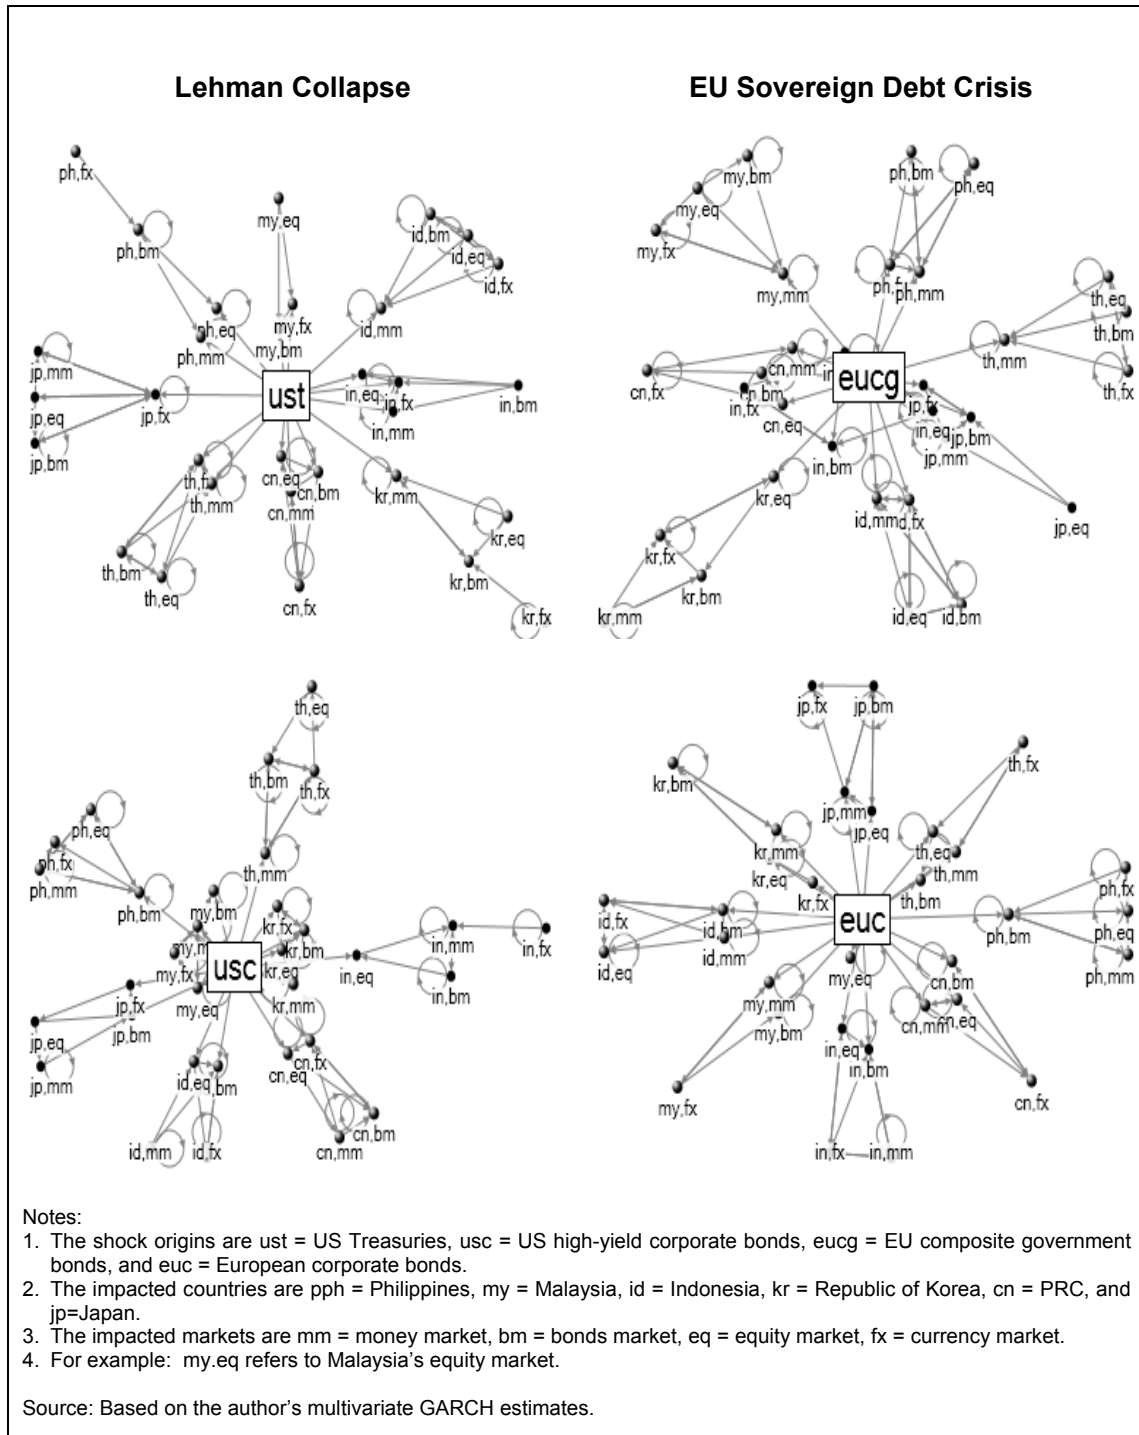 Lehman Collapse
EU Sovereign Debt Crisis
ph,fx
my,eq
ph,bm
id,bm
id,eq
id,fx
ph,eq
my,fx
id,mm
ph,mm
my,bm
jp,mm
ust
in,eq
in,fx
in,bm
jp,eq
jp,fx
in,mm
jp,bm
th,mm
cn,eq
cn,bm
kr,mm
cn,mm
kr,eq
th,bm
th,eq
kr,bm
cn,fx
kr,fx
my,bm
ph,bm
ph,eq
my,eq
my,fx
my,mm
ph,mm
th,eq
th,bm
th,mm
th,fx
cn,mm
eucg
cn,fx
in,fx
cn,eq
jp,fx
in,eq
jp,bm
jp,mm
in,bm
kr,eq
id,mm
jp,eq
kr,fx
kr,bm
kr,mm
id,eq
id,bm
th,eq
th,bm
th,fx
ph,eq
ph,fx
ph,mm
th,mm
ph,bm
my,bm
kr,fx
kr,bm
in,mm
in,fx
my,fx
usc
kr,eq
in,eq
in,bm
jp,fx
my,eq
kr,mm
jp,eq
jp,bm
jp,mm
id,eq
cn,eq
cn,fx
id,mm
id,fx
cn,mm
cn,bm
jp,fx
jp,bm
kr,bm
th,fx
jp,mm
jp,eq
kr,mm
th,eq
kr,eq
th,mm
kr,fx
th,bm
ph,fx
id,fx
id,bm
euc
ph,bm
ph,eq
id,eq
id,mm
ph,mm
my,eq
cn,bm
my,mm
my,bm
cn,mm
cn,eq
in,eq
in,bm
my,fx
cn,fx
in,fx
in,mm
Notes:
1. The shock origins are ust = US Treasuries, usc = US high-yield corporate bonds, eucg = EU composite government
bonds, and euc = European corporate bonds.
2. The impacted countries are pph = Philippines, my = Malaysia, id = Indonesia, kr = Republic of Korea, cn = PRC, and
jp=Japan.
3. The impacted markets are mm = money market, bm = bonds market, eq = equity market, fx = currency market.
4. For example: my.eq refers to Malaysia's equity market.
Source: Based on the author's multivariate GARCH estimates.